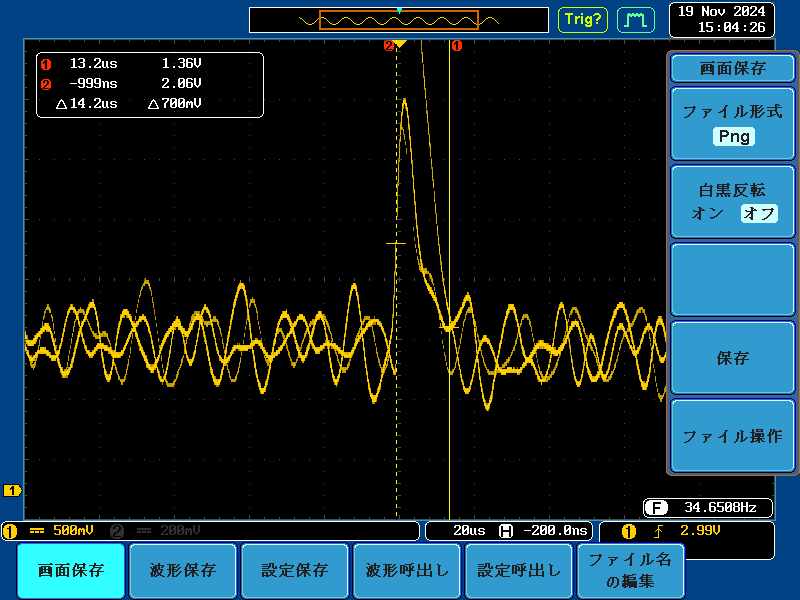 Trig?
19 Nov 2024
15:04:26
2
1
1 13.2us 1.36V
2 -999ns 2.06V
△14.2us △700mV
画面保存
ファイル形式
Png
白黒反転
オン オフ
保存
ファイル操作
1
F 34.6508Hz
1 500mV 2 200mV
20us H -200.0ns
1 2.99V
画面保存
波形保存
設定保存
波形呼出し
設定呼出し
ファイル名
の編集